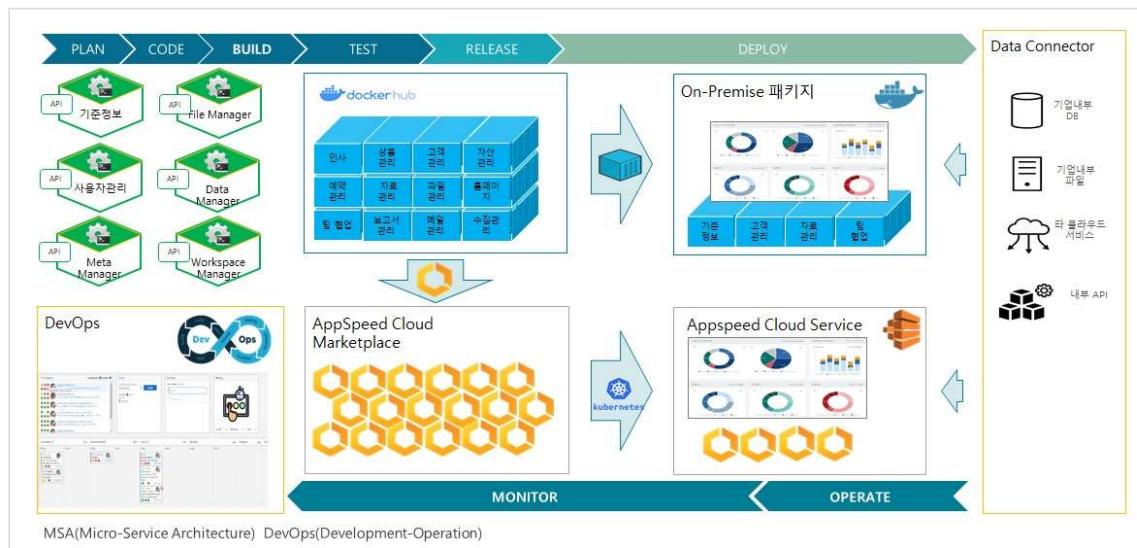 PLAN
CODE
BUILD
TEST
RELEASE
DEPLOY
API
기준정보
API
File Manager
API
사용자관리
API
Data
Manager
API
Meta
Manager
API
Workspace
Manager
dockerhub
인사
상품
관리
고객
관리
자산
관리
예약
관리
자료
관리
파일
관리
홈페이
지
팀 협업
보고서
관리
메일
관리
수집관
리
On-Premise 패키지
기준
정보
고객
관리
자료
관리
팀
협업
Data Connector
기업내부
DB
기업내부
파일
타 클라우드
서비스
내부 API
DevOps
Dev
Ops
AppSpeed Cloud
Marketplace
kubernetes
Appspeed Cloud Service
MONITOR
OPERATE
MSA(Micro-Service Architecture) DevOps(Development-Operation)